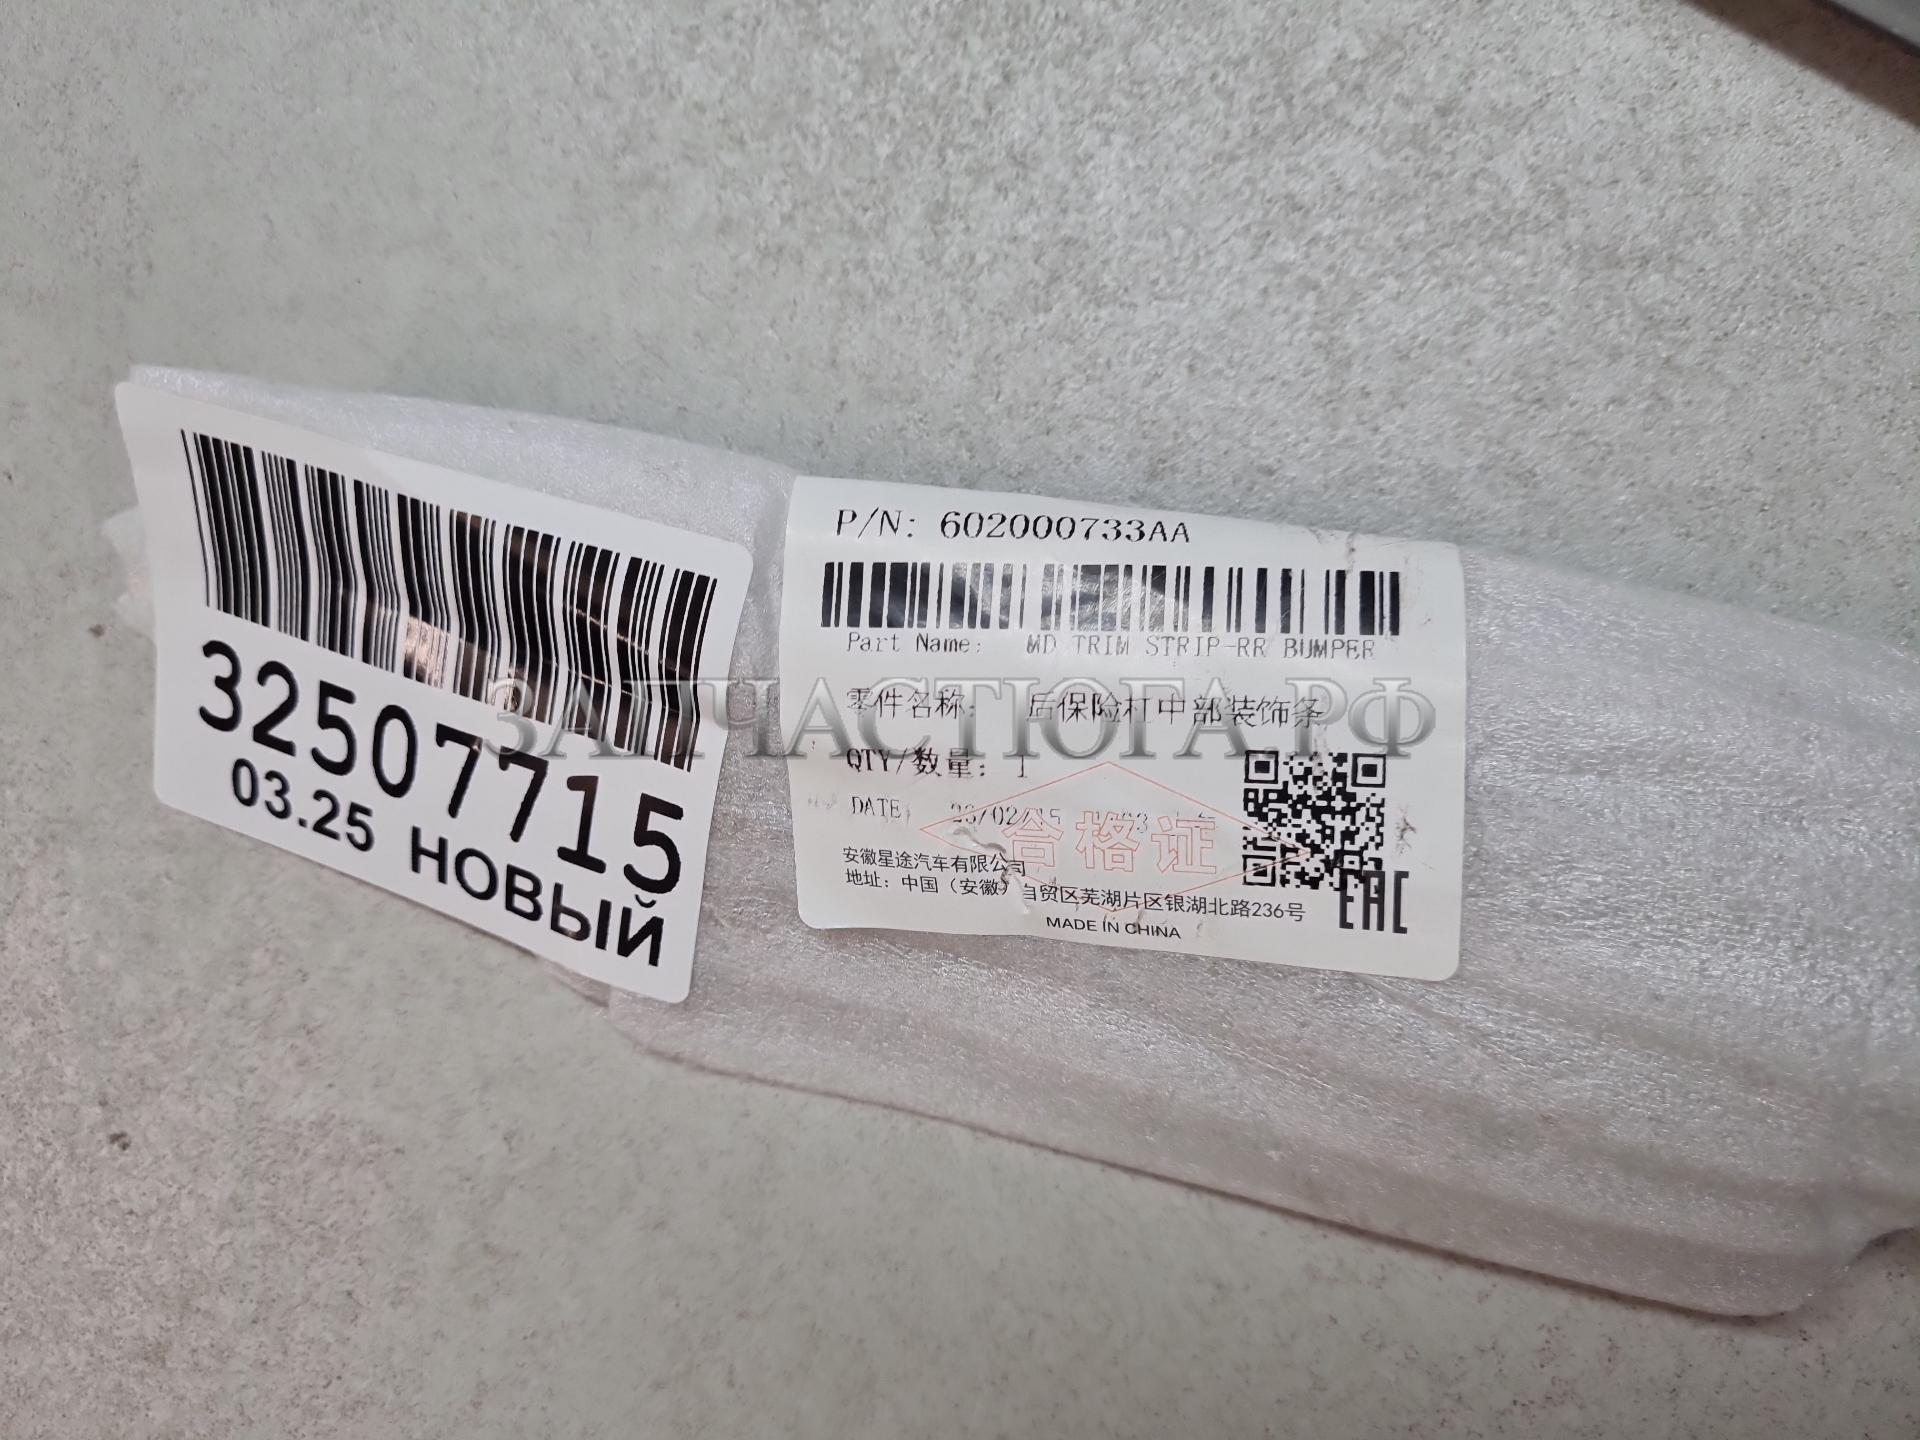 32507715
03.25 НОВЫЙ
P/N: 602000733AA
Part Name: MD TRIM STRIP-RR BUMPER
零件名称: 后保险杠中部装饰条
QTY/数量: 1
DATE:
合格证
安徽星途汽车有限公司
地址: 中国（安徽）自贸区芜湖片区银湖北路236号
MADE IN CHINA
EAC
ЗАПЧАСТЮГА.РФ